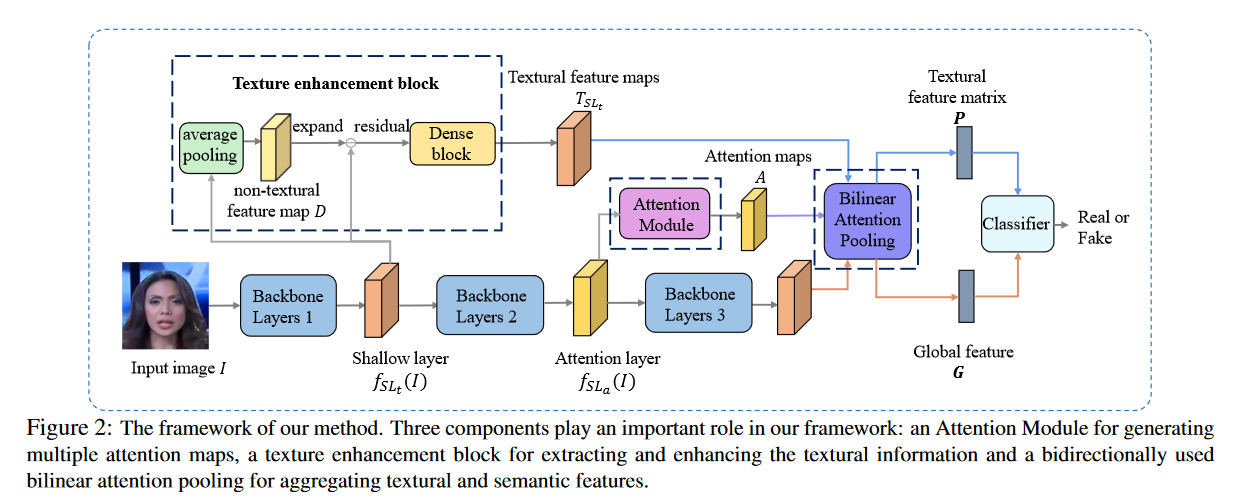 Texture enhancement block
average
pooling
expand
residual
Dense
block
non-textural
feature map D
Textural feature maps
T_{SL_t}
Attention maps
A
Attention
Module
Bilinear
Attention
Pooling
Textural
feature matrix
P
Classifier
Real or
Fake
Backbone
Layers 1
Backbone
Layers 2
Backbone
Layers 3
Input image I
Shallow layer
f_{SL_t}(I)
Attention layer
f_{SL_a}(I)
Global feature
G
Figure 2: The framework of our method. Three components play an important role in our framework: an Attention Module for generating
multiple attention maps, a texture enhancement block for extracting and enhancing the textural information and a bidirectionally used
bilinear attention pooling for aggregating textural and semantic features.